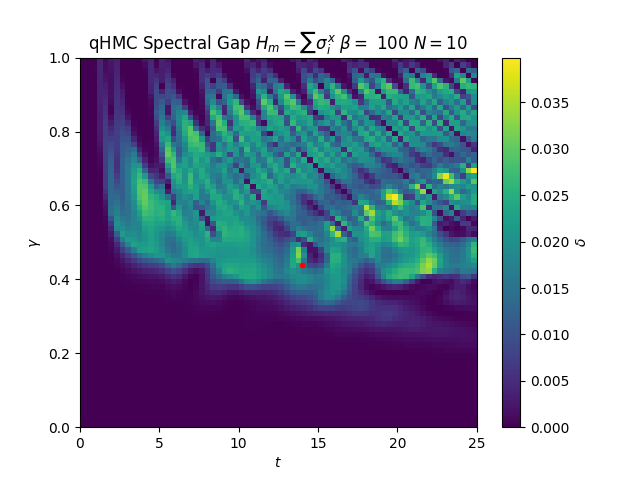 qHMC Spectral Gap $H_m = \sum \sigma_i^x$ $\beta =$ 100 $N = 10$
1.0
0.8
0.6
0.4
0.2
0.0
γ
0 5 10 15 20 25
t
0.035
0.030
0.025
0.020
0.015
0.010
0.005
0.000
δ